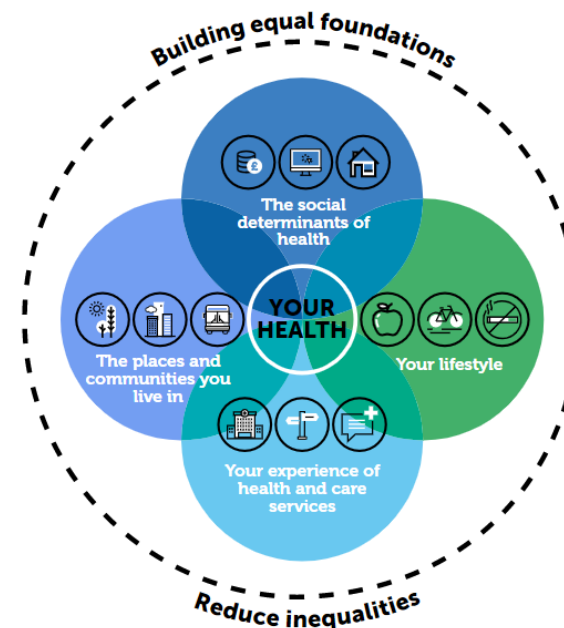 Building equal foundations
£
The social
determinants of
health
YOUR
HEALTH
The places and
communities you
live in
Your lifestyle
Your experience of
health and care
services
Reduce inequalities